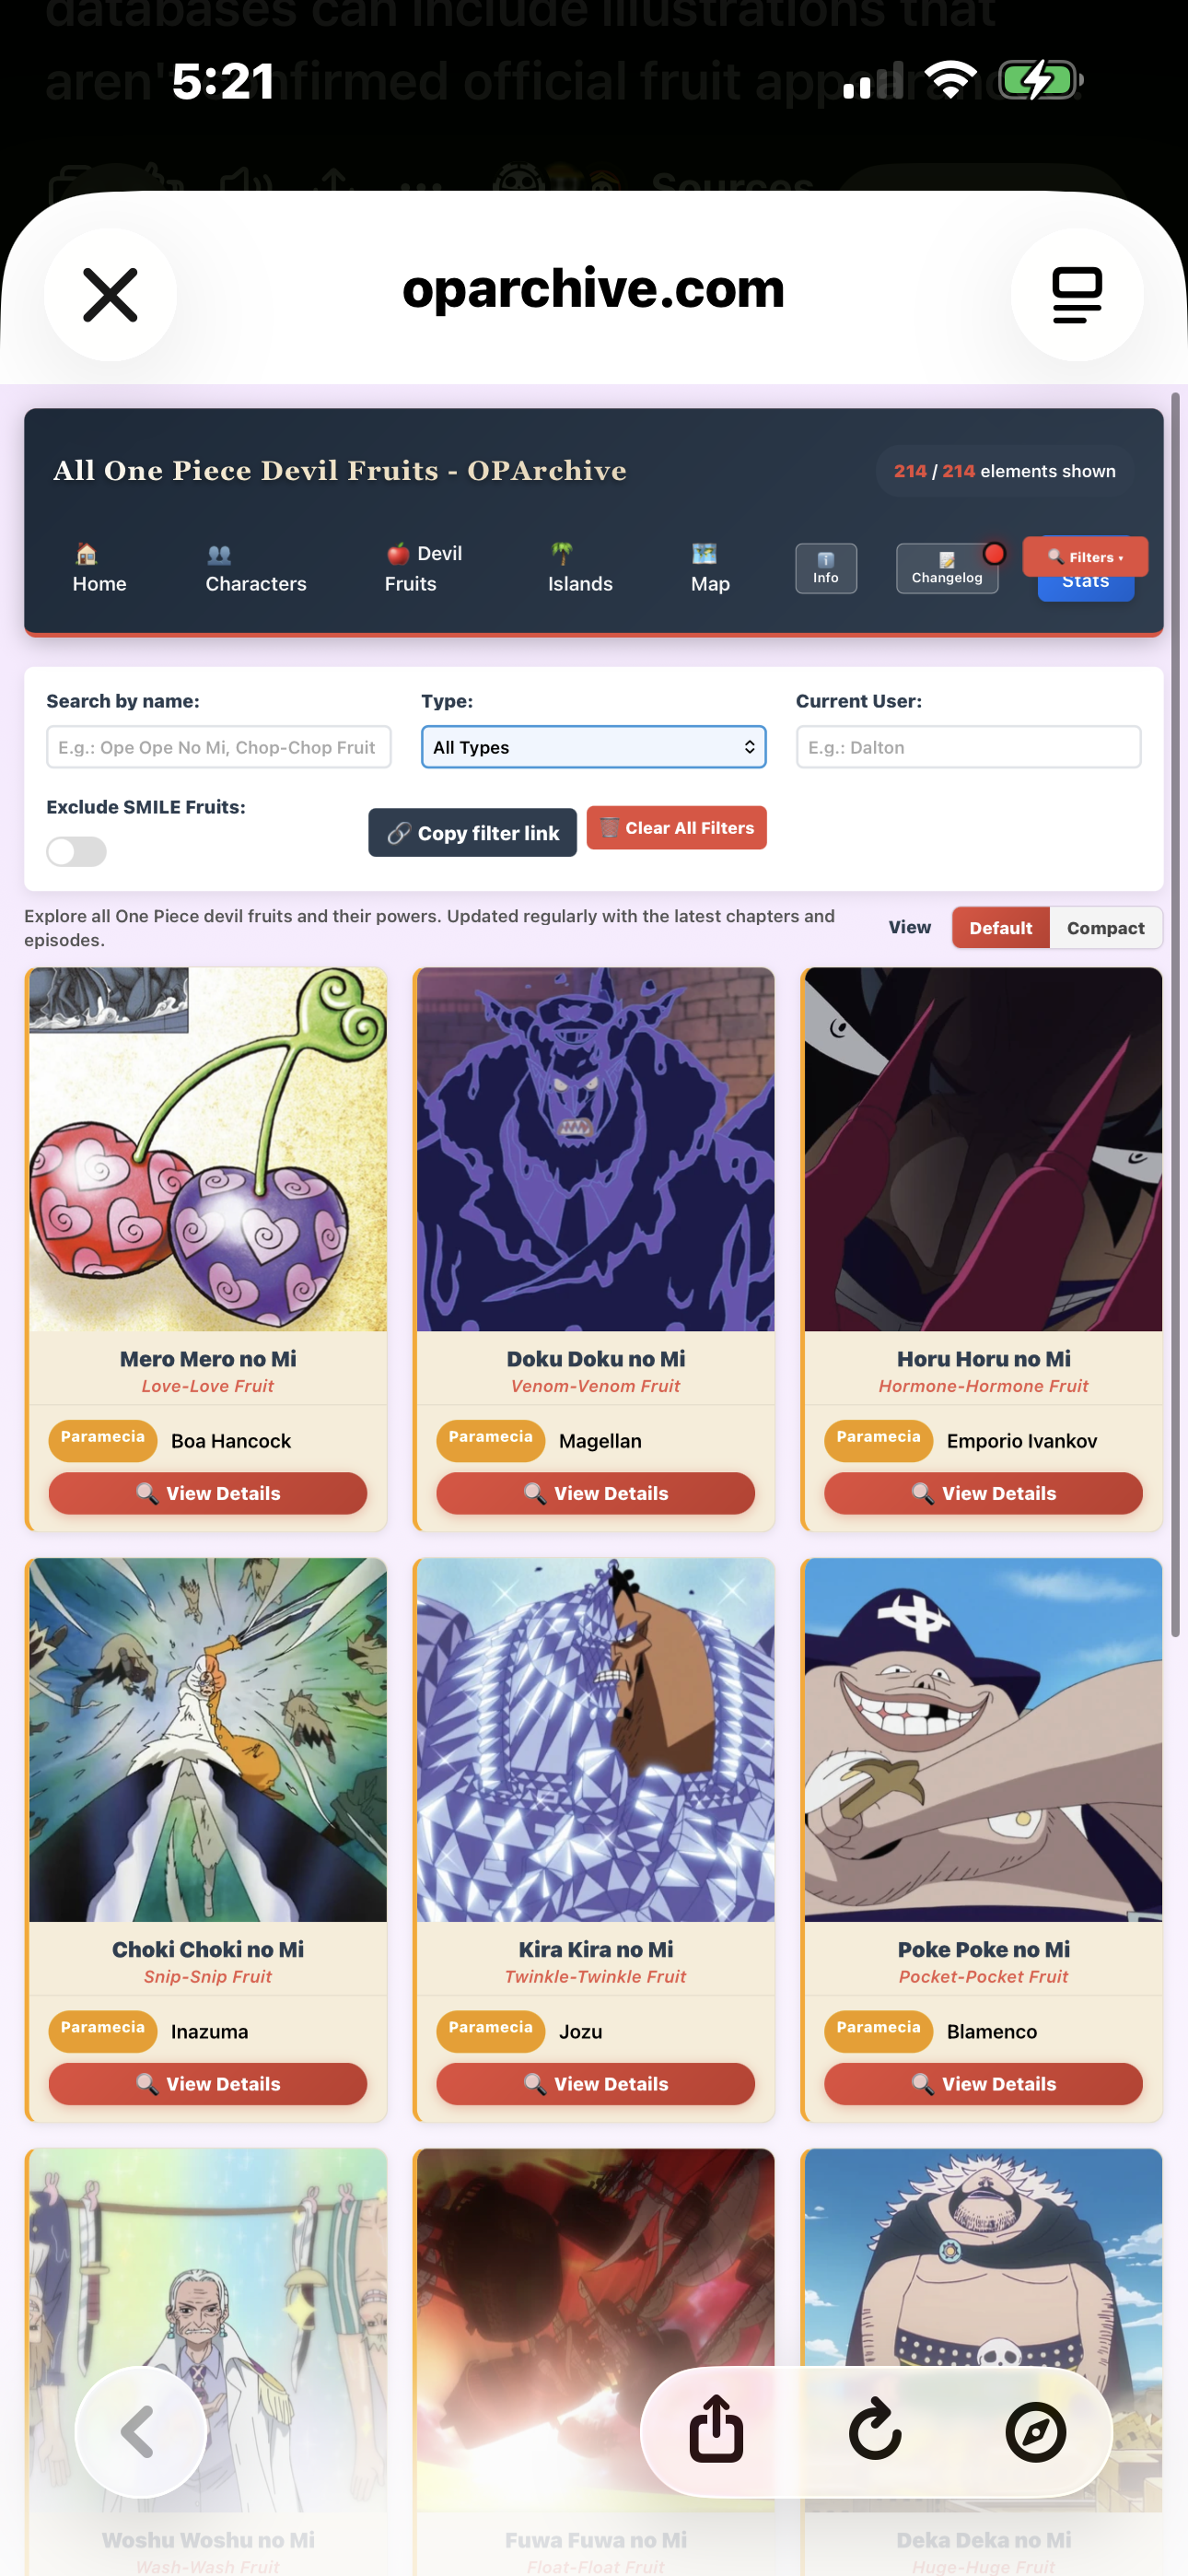 databases can include illustrations that
5:21
Sources
oparchive.com
All One Piece Devil Fruits - OPArchive
214 / 214 elements shown
Home
Characters
Devil
Fruits
Islands
Map
Info
Changelog
Filters
Stats
Search by name:
Type:
Current User:
E.g.: Ope Ope No Mi, Chop-Chop Fruit
All Types
E.g.: Dalton
Exclude SMILE Fruits:
Copy filter link
Clear All Filters
Explore all One Piece devil fruits and their powers. Updated regularly with the latest chapters and
episodes.
View
Default
Compact
Mero Mero no Mi
Love-Love Fruit
Paramecia
Boa Hancock
View Details
Doku Doku no Mi
Venom-Venom Fruit
Paramecia
Magellan
View Details
Horu Horu no Mi
Hormone-Hormone Fruit
Paramecia
Emporio Ivankov
View Details
Choki Choki no Mi
Snip-Snip Fruit
Paramecia
Inazuma
View Details
Kira Kira no Mi
Twinkle-Twinkle Fruit
Paramecia
Jozu
View Details
Poke Poke no Mi
Pocket-Pocket Fruit
Paramecia
Blamenco
View Details
Woshu Woshu no Mi
Wash-Wash Fruit
Fuwa Fuwa no Mi
Float-Float Fruit
Deka Deka no Mi
Huge-Huge Fruit